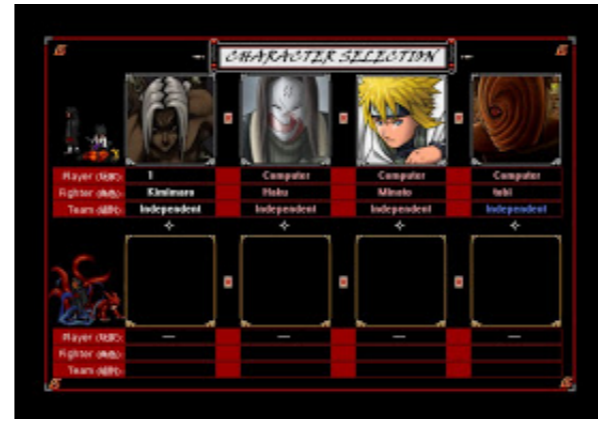 CHARACTER SELECTION
Player 1 Computer Computer Computer
Fighter Kimimaro Haku Minato tobi
Team Independent Independent Independent Independent
Player — — — —
Fighter
Team